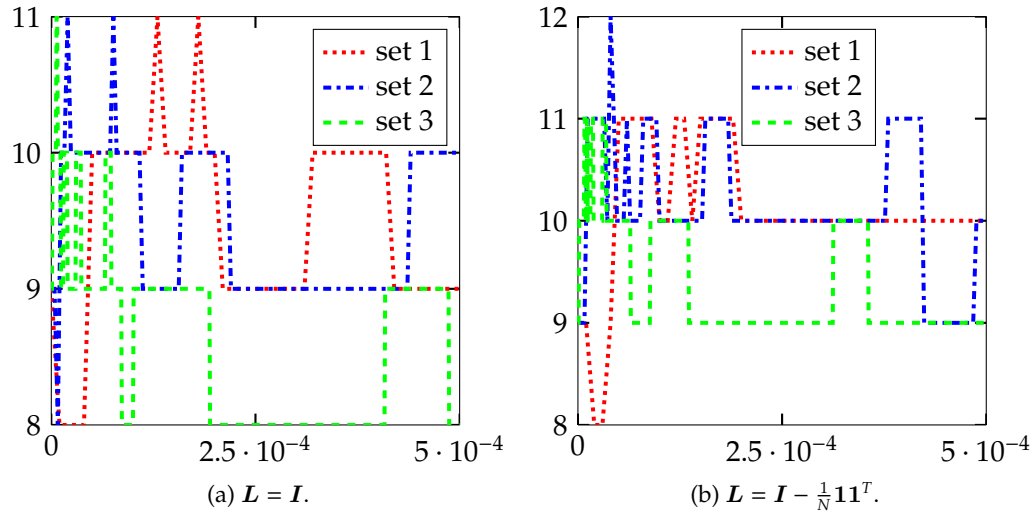 11
10
9
8
0
2.5 · 10⁻⁴
5 · 10⁻⁴
set 1
set 2
set 3
(a) L = I.
12
11
10
9
8
0
2.5 · 10⁻⁴
5 · 10⁻⁴
set 1
set 2
set 3
(b) L = I − 1/N 11ᵀ.